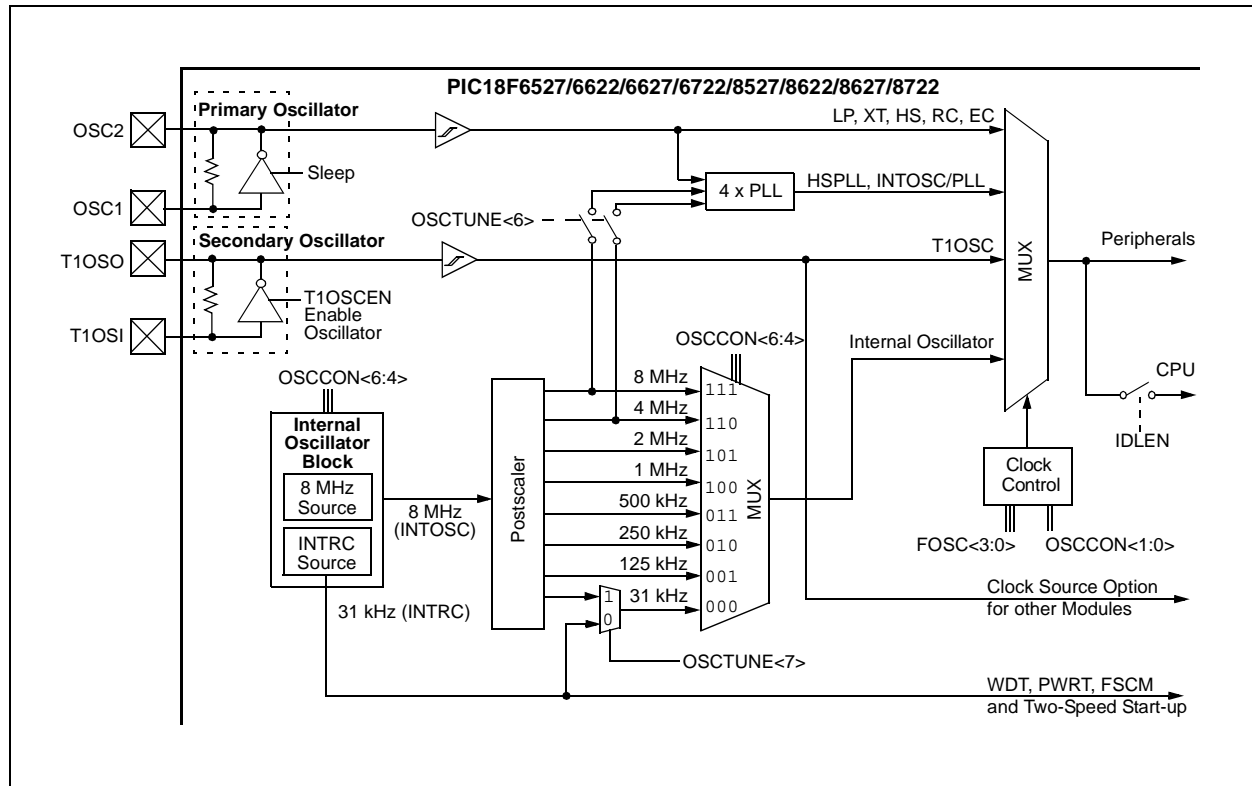 PIC18F6527/6622/6627/6722/8527/8622/8627/8722
Primary Oscillator
OSC2
Sleep
OSC1
LP, XT, HS, RC, EC
4 x PLL
HSPLL, INTOSC/PLL
OSCTUNE<6>
Secondary Oscillator
T1OSO
T1OSC
T1OSCEN
Enable
Oscillator
T1OSI
MUX
Peripherals
Internal Oscillator
CPU
IDLEN
Clock
Control
FOSC<3:0>
OSCCON<1:0>
OSCCON<6:4>
Internal
Oscillator
Block
8 MHz
Source
INTRC
Source
8 MHz
(INTOSC)
31 kHz (INTRC)
Postscaler
OSCCON<6:4>
8 MHz
111
4 MHz
110
2 MHz
101
1 MHz
100
500 kHz
011
250 kHz
010
125 kHz
001
1
0
31 kHz
000
MUX
OSCTUNE<7>
Clock Source Option
for other Modules
WDT, PWRT, FSCM
and Two-Speed Start-up